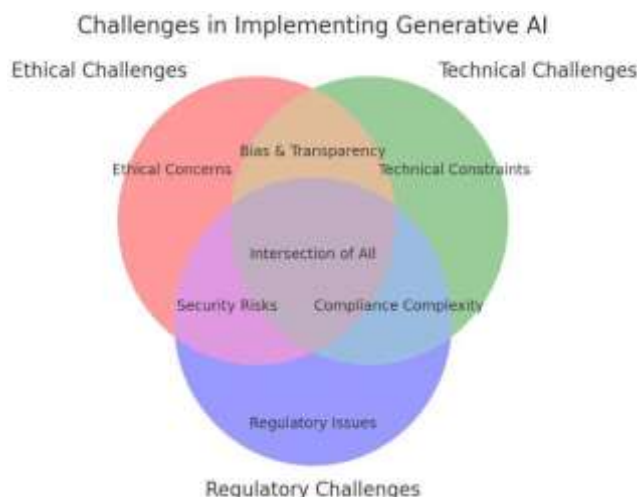 Challenges in Implementing Generative AI
Ethical Challenges
Technical Challenges
Bias & Transparency
Ethical Concerns
Technical Constraints
Intersection of All
Security Risks
Compliance Complexity
Regulatory Issues
Regulatory Challenges